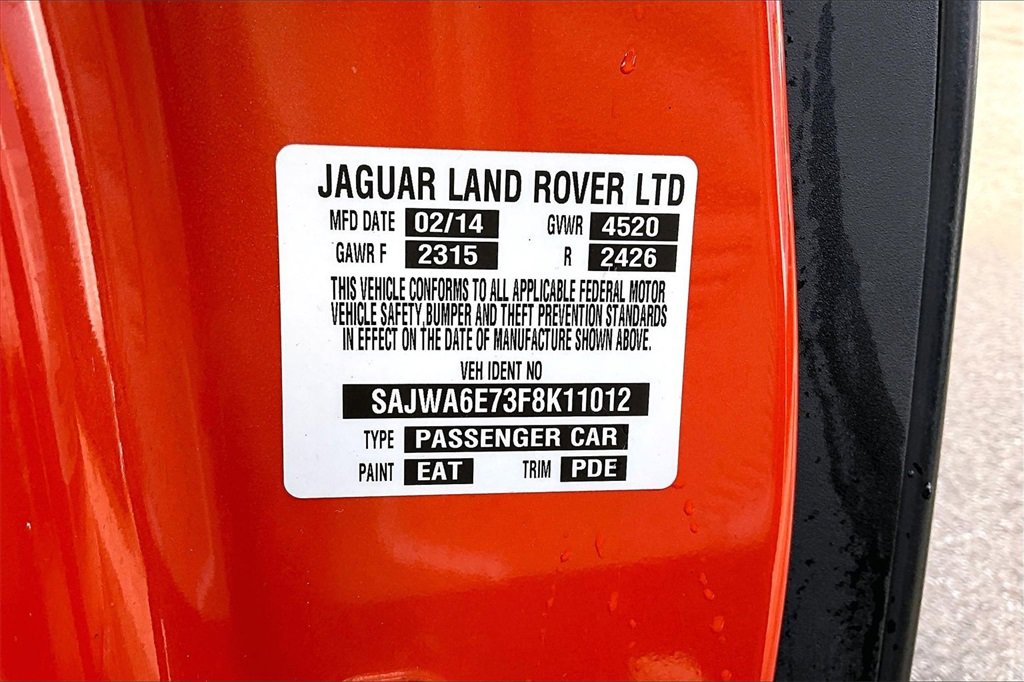 JAGUAR LAND ROVER LTD
MFD DATE 02/14 GVWR 4520
GAWR F 2315 R 2426
THIS VEHICLE CONFORMS TO ALL APPLICABLE FEDERAL MOTOR
VEHICLE SAFETY,BUMPER AND THEFT PREVENTION STANDARDS
IN EFFECT ON THE DATE OF MANUFACTURE SHOWN ABOVE.
VEH IDENT NO
SAJWA6E73F8K11012
TYPE PASSENGER CAR
PAINT EAT TRIM PDE